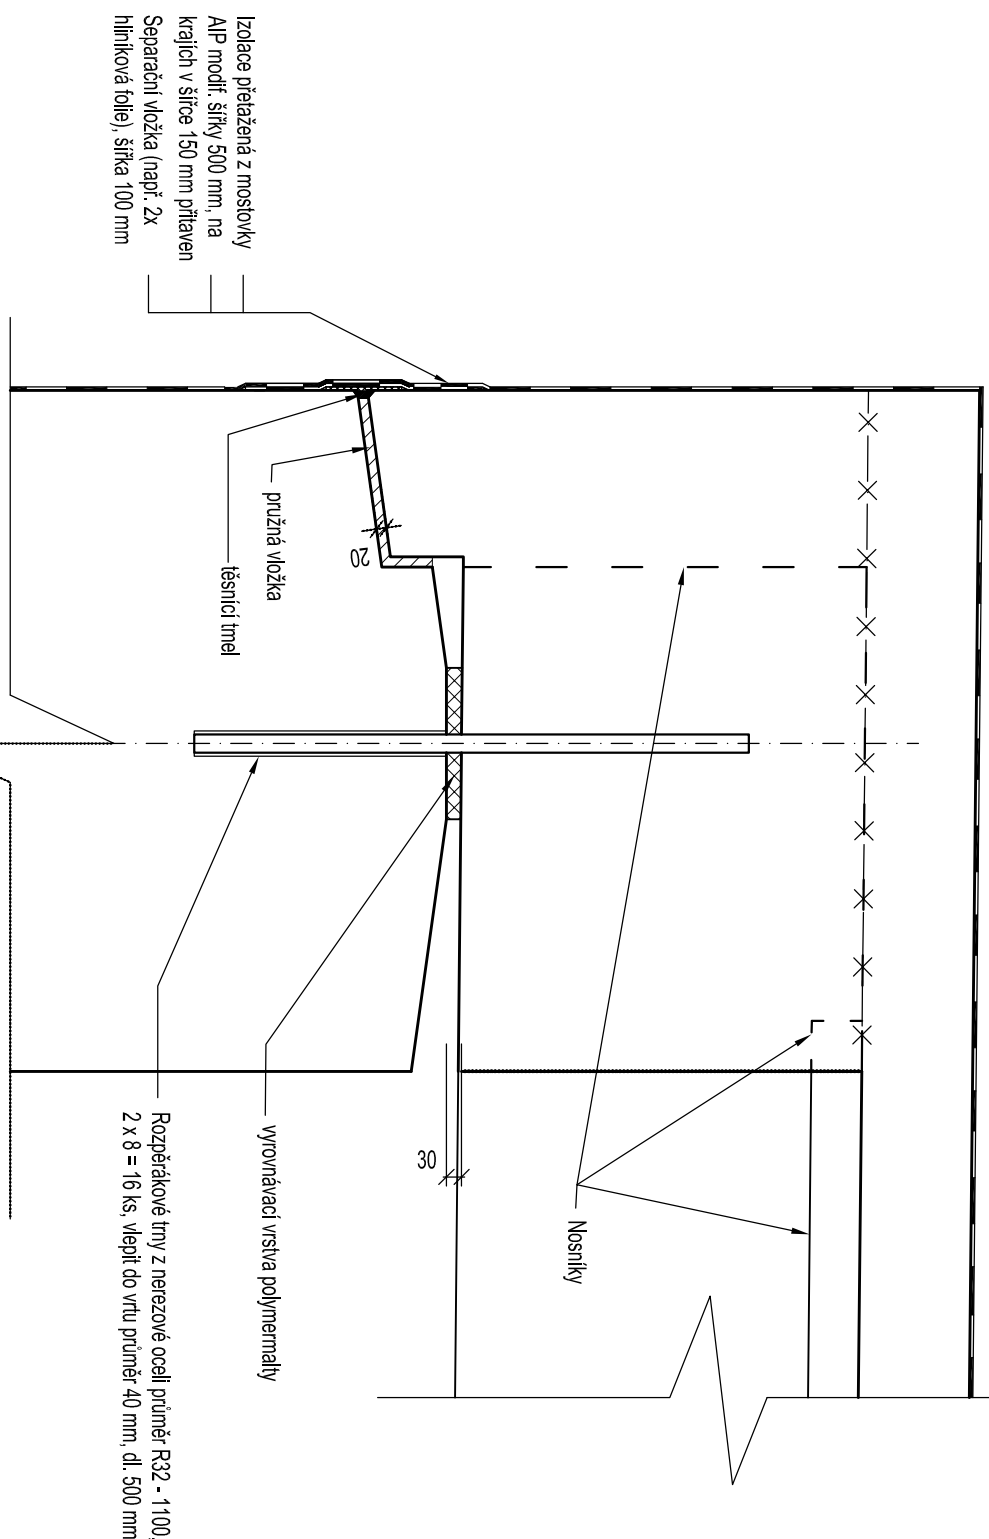 Izolace přetažená z mostovky
AIP modif. šířky 500 mm, na
krajích v šířce 150 mm přitaven
Separační vložka (např. 2x
hliníková folie), šířka 100 mm
pružná vložka
těsnící tmel
20
30
Nosníky
vyrovnávací vrstva polymermalty
Rozpěrákové trny z nerezové oceli průměr R32 - 1100,
2 x 8 = 16 ks, vlepit do vrtu průměr 40 mm, dl. 500 mm